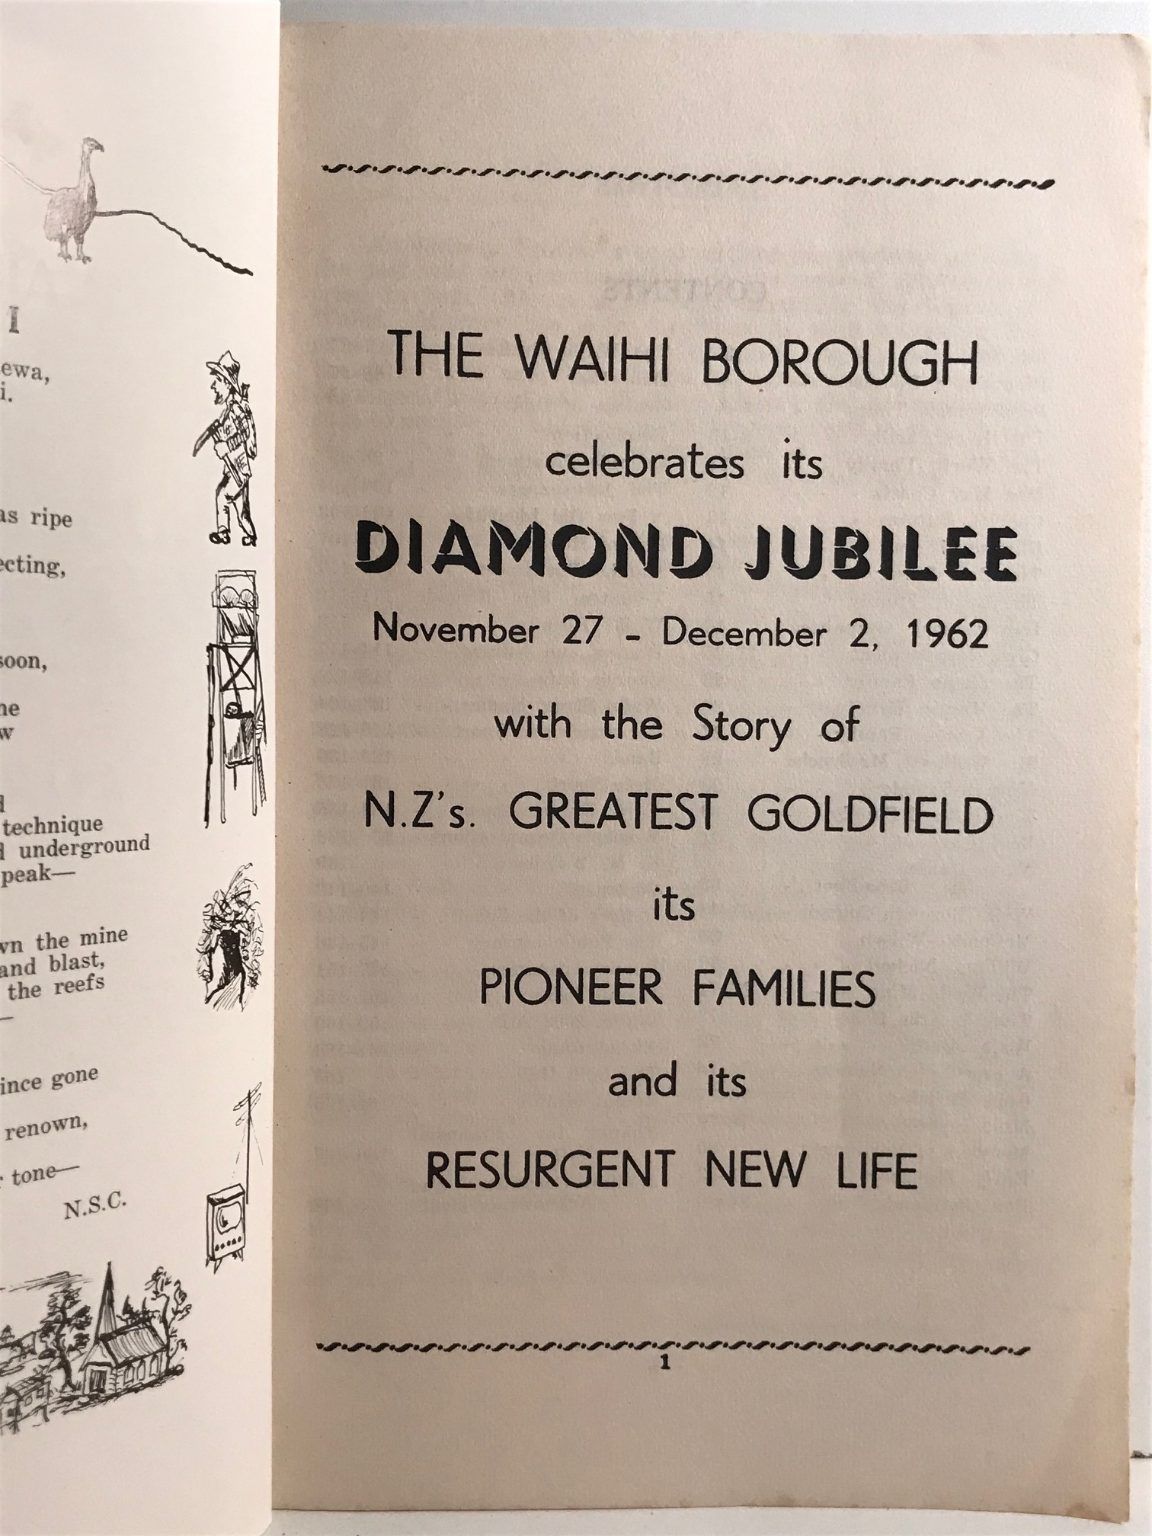 I
ewa,
i.
as ripe
ecting,
soon,
ne
w
d
technique
d underground
peak—
wn the mine
and blast,
the reefs
—
ince gone
renown,
r tone—
N.S.C.
THE WAIHI BOROUGH
celebrates its
DIAMOND JUBILEE
November 27 - December 2, 1962
with the Story of
N.Z's. GREATEST GOLDFIELD
its
PIONEER FAMILIES
and its
RESURGENT NEW LIFE
1
CONTENTS